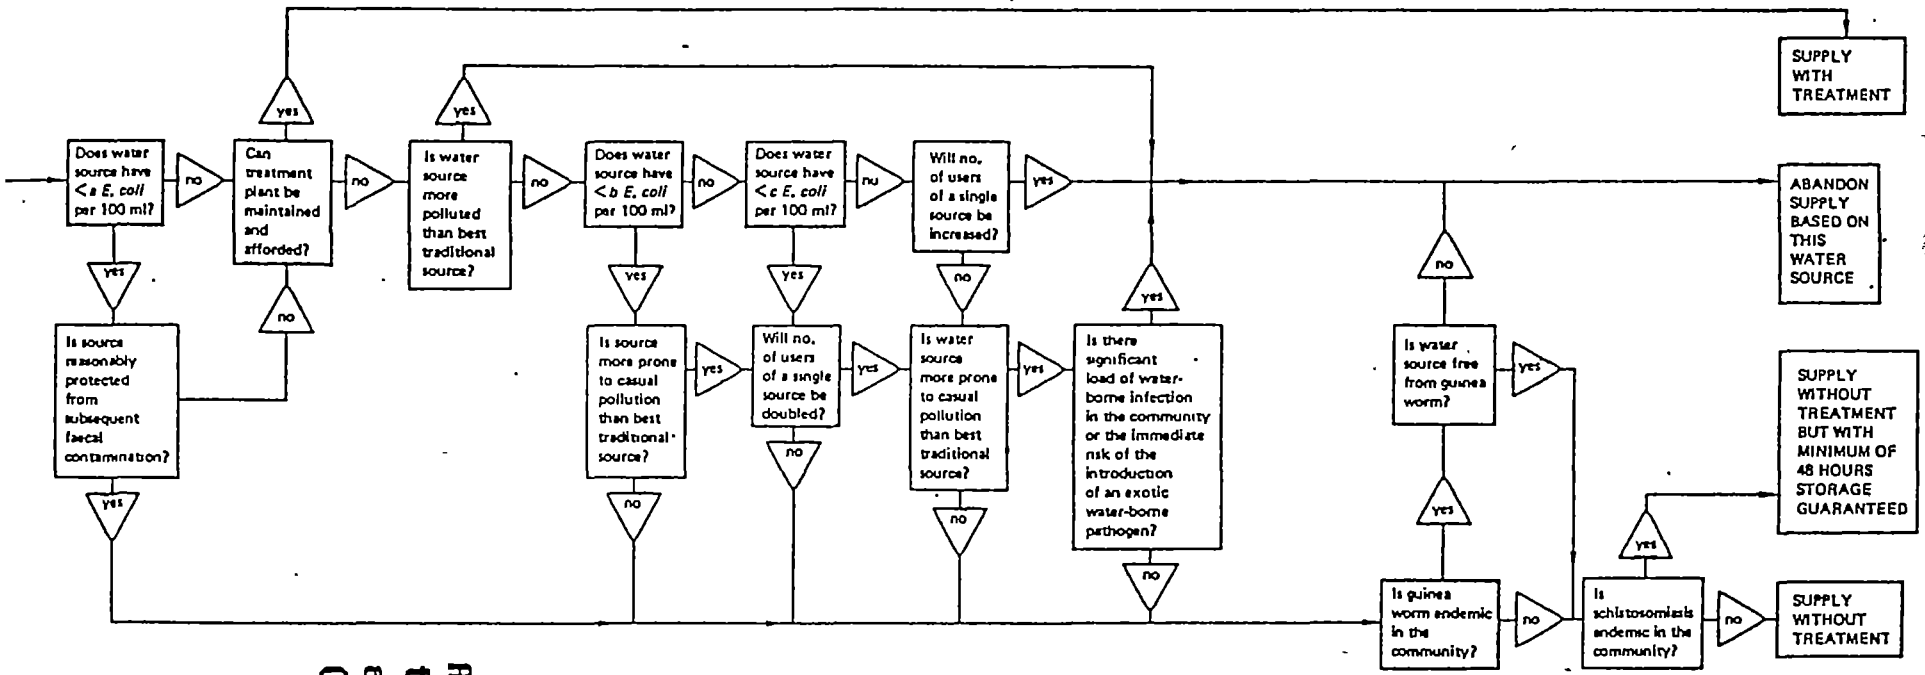 SUPPLY
WITH
TREATMENT
yes
yes
Does water
source have
< a E. coli
per 100 ml?
no
Can
treatment
plant be
maintained
and
afforded?
no
Is water
source
more
polluted
than best
traditional
source?
no
Does water
source have
< b E. coli
per 100 ml?
no
Does water
source have
< c E. coli
per 100 ml?
no
Will no.
of users
of a single
source be
increased?
yes
ABANDON
SUPPLY
BASED ON
THIS
WATER
SOURCE
yes
no
yes
yes
no
yes
no
Is source
reasonably
protected
from
subsequent
faecal
contamination?
Is source
more prone
to casual
pollution
than best
traditional
source?
yes
Will no.
of users
of a single
source be
doubled?
yes
Is water
source
more prone
to casual
pollution
than best
traditional
source?
yes
Is there
significant
load of water-
borne infection
in the community
or the immediate
risk of the
introduction
of an exotic
water-borne
pathogen?
Is water
source free
from guinea
worm?
yes
SUPPLY
WITHOUT
TREATMENT
BUT WITH
MINIMUM OF
48 HOURS
STORAGE
GUARANTEED
yes
no
no
no
no
yes
yes
Is guinea
worm endemic
in the
community?
no
Is
schistosomiasis
endemic in the
community?
no
SUPPLY
WITHOUT
TREATMENT